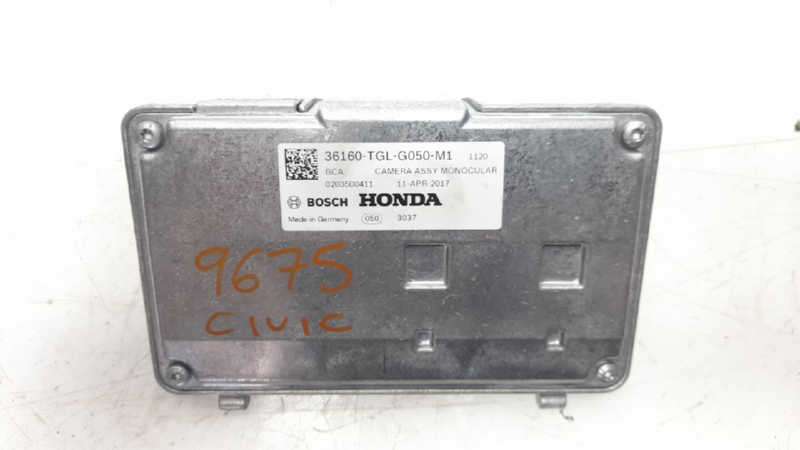 36160-TGL-G050-M1 1120
BCA CAMERA ASSY MONOCULAR
0203500411 11-APR-2017
BOSCH HONDA
Made in Germany 050 3037
9675
CIVIC